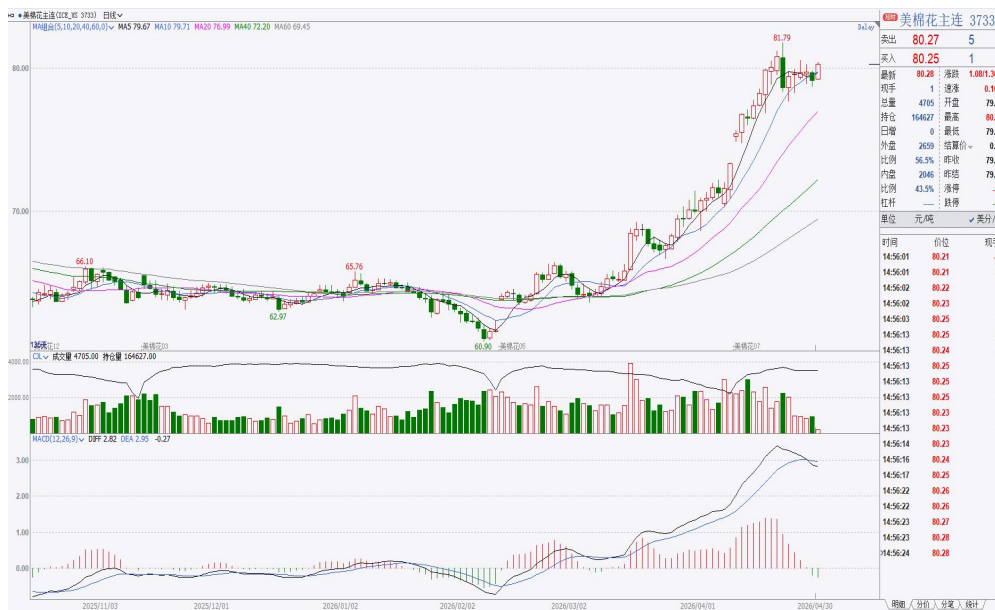 美棉花主连(ICE_US 3733) 日线
MA组合(5,10,20,40,60,0) MA5 79.67 MA10 79.71 MA20 76.99 MA40 72.20 MA60 69.45
Delay
81.79
80.00
70.00
66.10
65.76
62.97
60.90
美棉花03
美棉花05
美棉花07
CJL 成交量 4705.00 持仓量 164627.00
4000.00
2000.00
MACD(12,26,9) DIFF 2.82 DEA 2.95 -0.27
3.00
2.00
1.00
0.00
2025/11/03 2025/12/01 2026/01/02 2026/02/02 2026/03/02 2026/04/01 2026/04/30
美棉花主连 3733
卖出 80.27 5
买入 80.25 1
最新 80.28 涨跌
现手 1 速涨
总量 4705 开盘 79.
持仓 164627 最高 80.
日增 0 最低 79.
外盘 2659 结算价 0.
比例 56.5% 昨收 79.
内盘 2046 昨结 79.
比例 43.5% 涨停
杠杆 — 跌停
单位 元/吨 ✓美分/
时间 价位 现手
14:56:01 80.21
14:56:01 80.21
14:56:02 80.22
14:56:02 80.23
14:56:03 80.25
14:56:13 80.25
14:56:13 80.24
14:56:13 80.25
14:56:13 80.25
14:56:13 80.25
14:56:13 80.23
14:56:13 80.23
14:56:14 80.23
14:56:16 80.24
14:56:17 80.25
14:56:22 80.26
14:56:22 80.26
14:56:23 80.27
14:56:23 80.28
14:56:24 80.28
明细 分价 分笔 统计